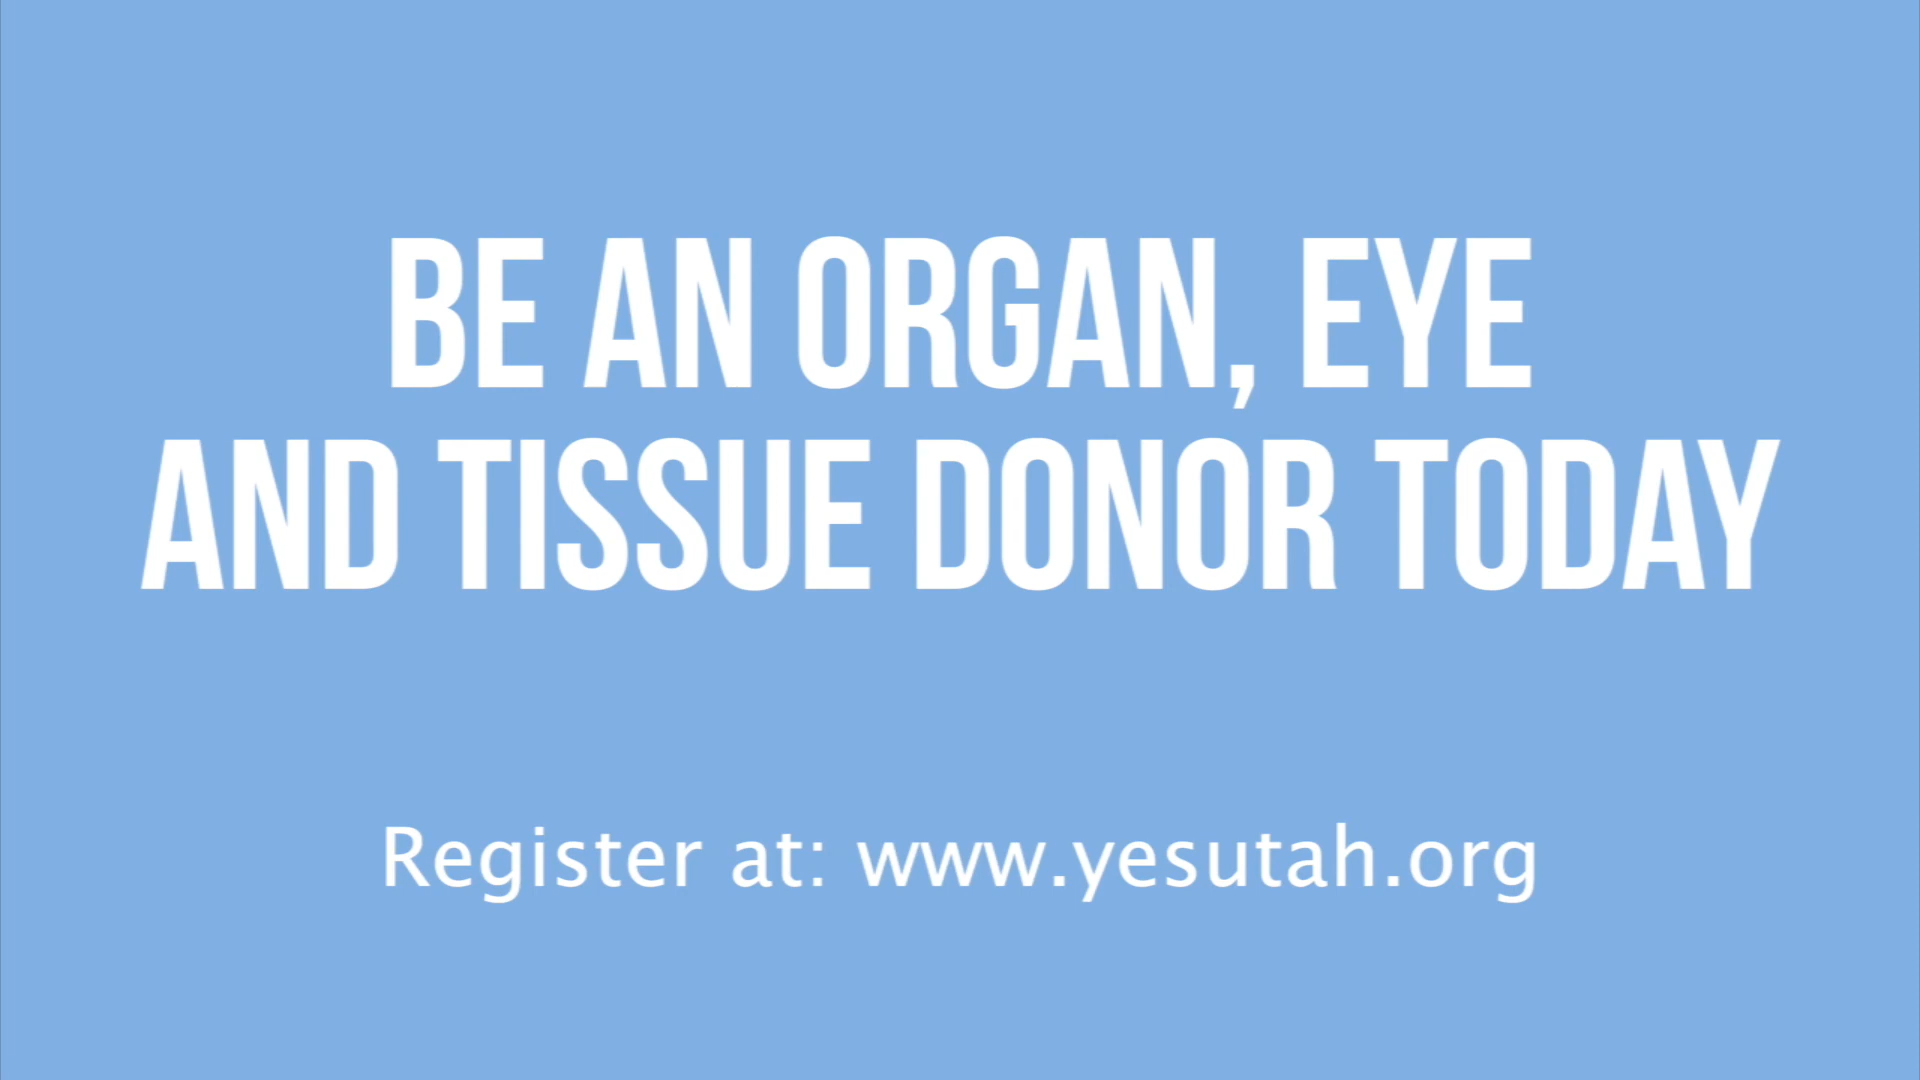 BE AN ORGAN, EYE
AND TISSUE DONOR TODAY
Register at: www.yesutah.org